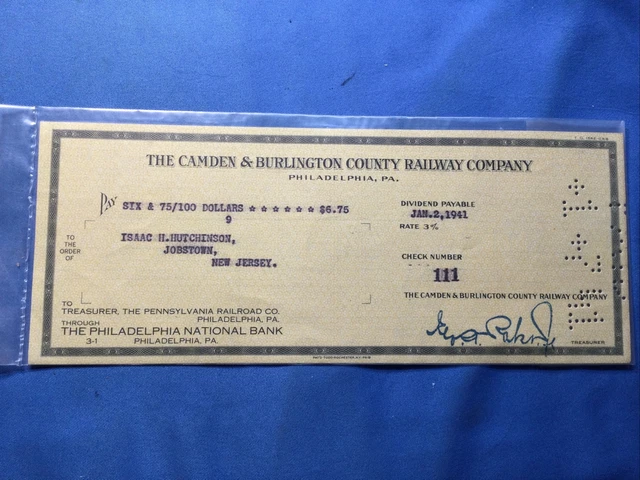 THE CAMDEN & BURLINGTON COUNTY RAILWAY COMPANY
PHILADELPHIA, PA.
PAY SIX & 75/100 DOLLARS ★ ★ ★ ★ ★ ★ $6.75
9
TO THE ORDER OF
ISAAC H.HUTCHINSON,
JOBSTOWN,
NEW JERSEY.
DIVIDEND PAYABLE
JAN.2,1941
RATE 3%
CHECK NUMBER
111
THE CAMDEN & BURLINGTON COUNTY RAILWAY COMPANY
TREASURER
TO
TREASURER, THE PENNSYLVANIA RAILROAD CO.
PHILADELPHIA, PA.
THROUGH
THE PHILADELPHIA NATIONAL BANK
3-1 PHILADELPHIA, PA.